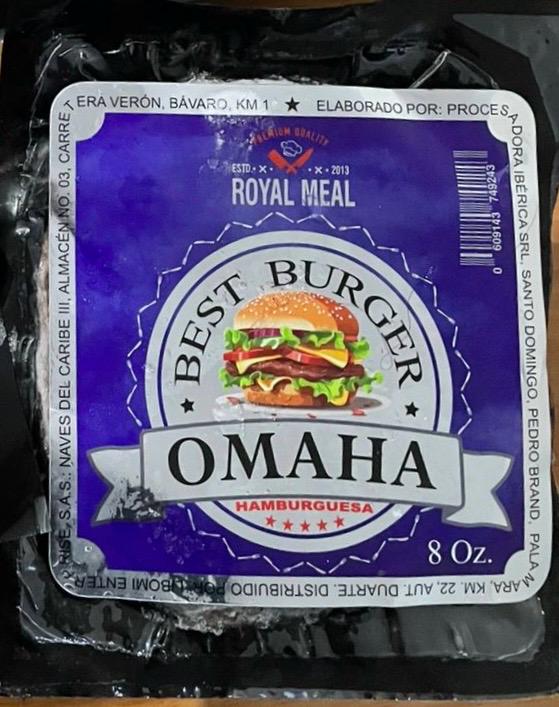 ELABORADO POR: PROCESADORA IBÉRICA SRL, SANTO DOMINGO, PEDRO BRAND, PALAMARA, KM. 22, AUT. DUARTE. DISTRIBUIDO POR LIBOMI ENTERPRISE, S.A.S.: NAVES DEL CARIBE III, ALMACÉN NO. 03, CARRETERA VERÓN, BÁVARO, KM 1 ★
PREMIUM QUALITY
ESTD. 2013
ROYAL MEAL
0 609143 749243
BEST BURGER
OMAHA
HAMBURGUESA
8 Oz.